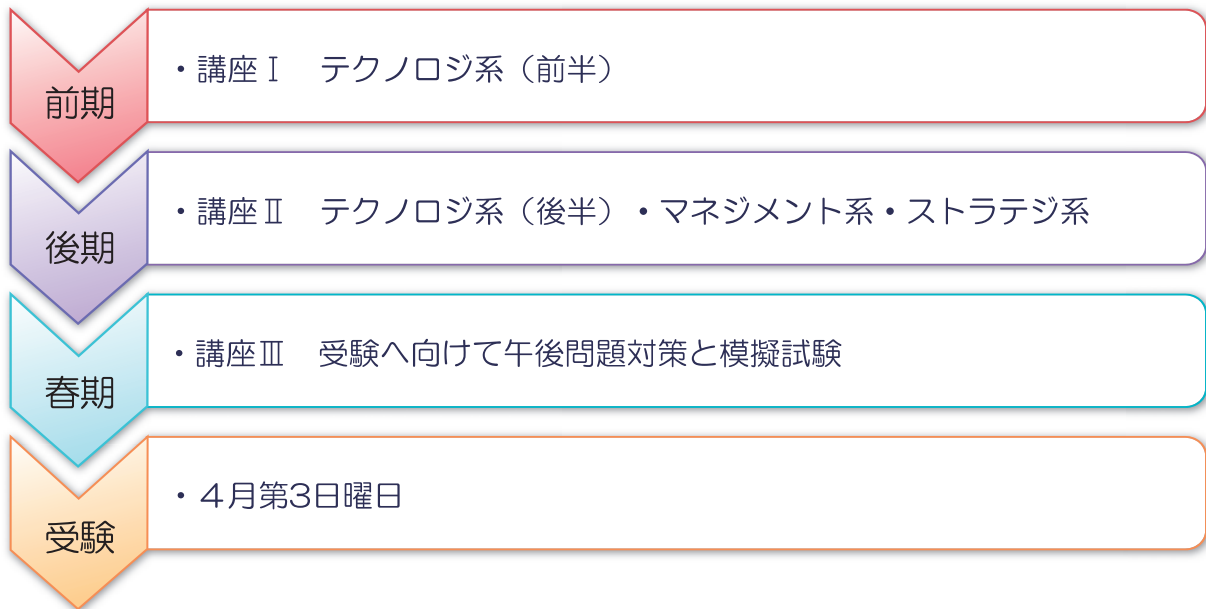 前期
・講座Ⅰ　テクノロジ系（前半）
後期
・講座Ⅱ　テクノロジ系（後半）・マネジメント系・ストラテジ系
春期
・講座Ⅲ　受験へ向けて午後問題対策と模擬試験
受験
・４月第3日曜日